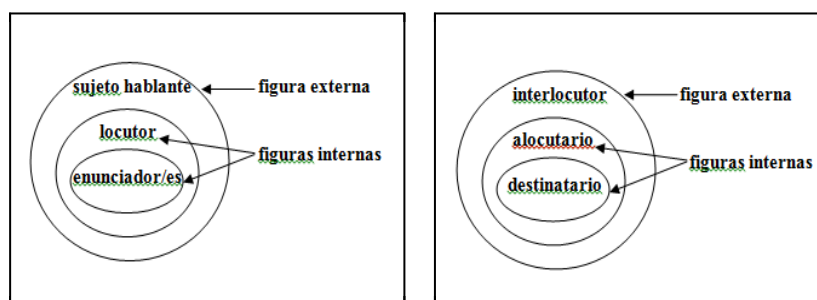 sujeto hablante
figura externa
locutor
figuras internas
enunciador/es
interlocutor
figura externa
alocutario
figuras internas
destinatario